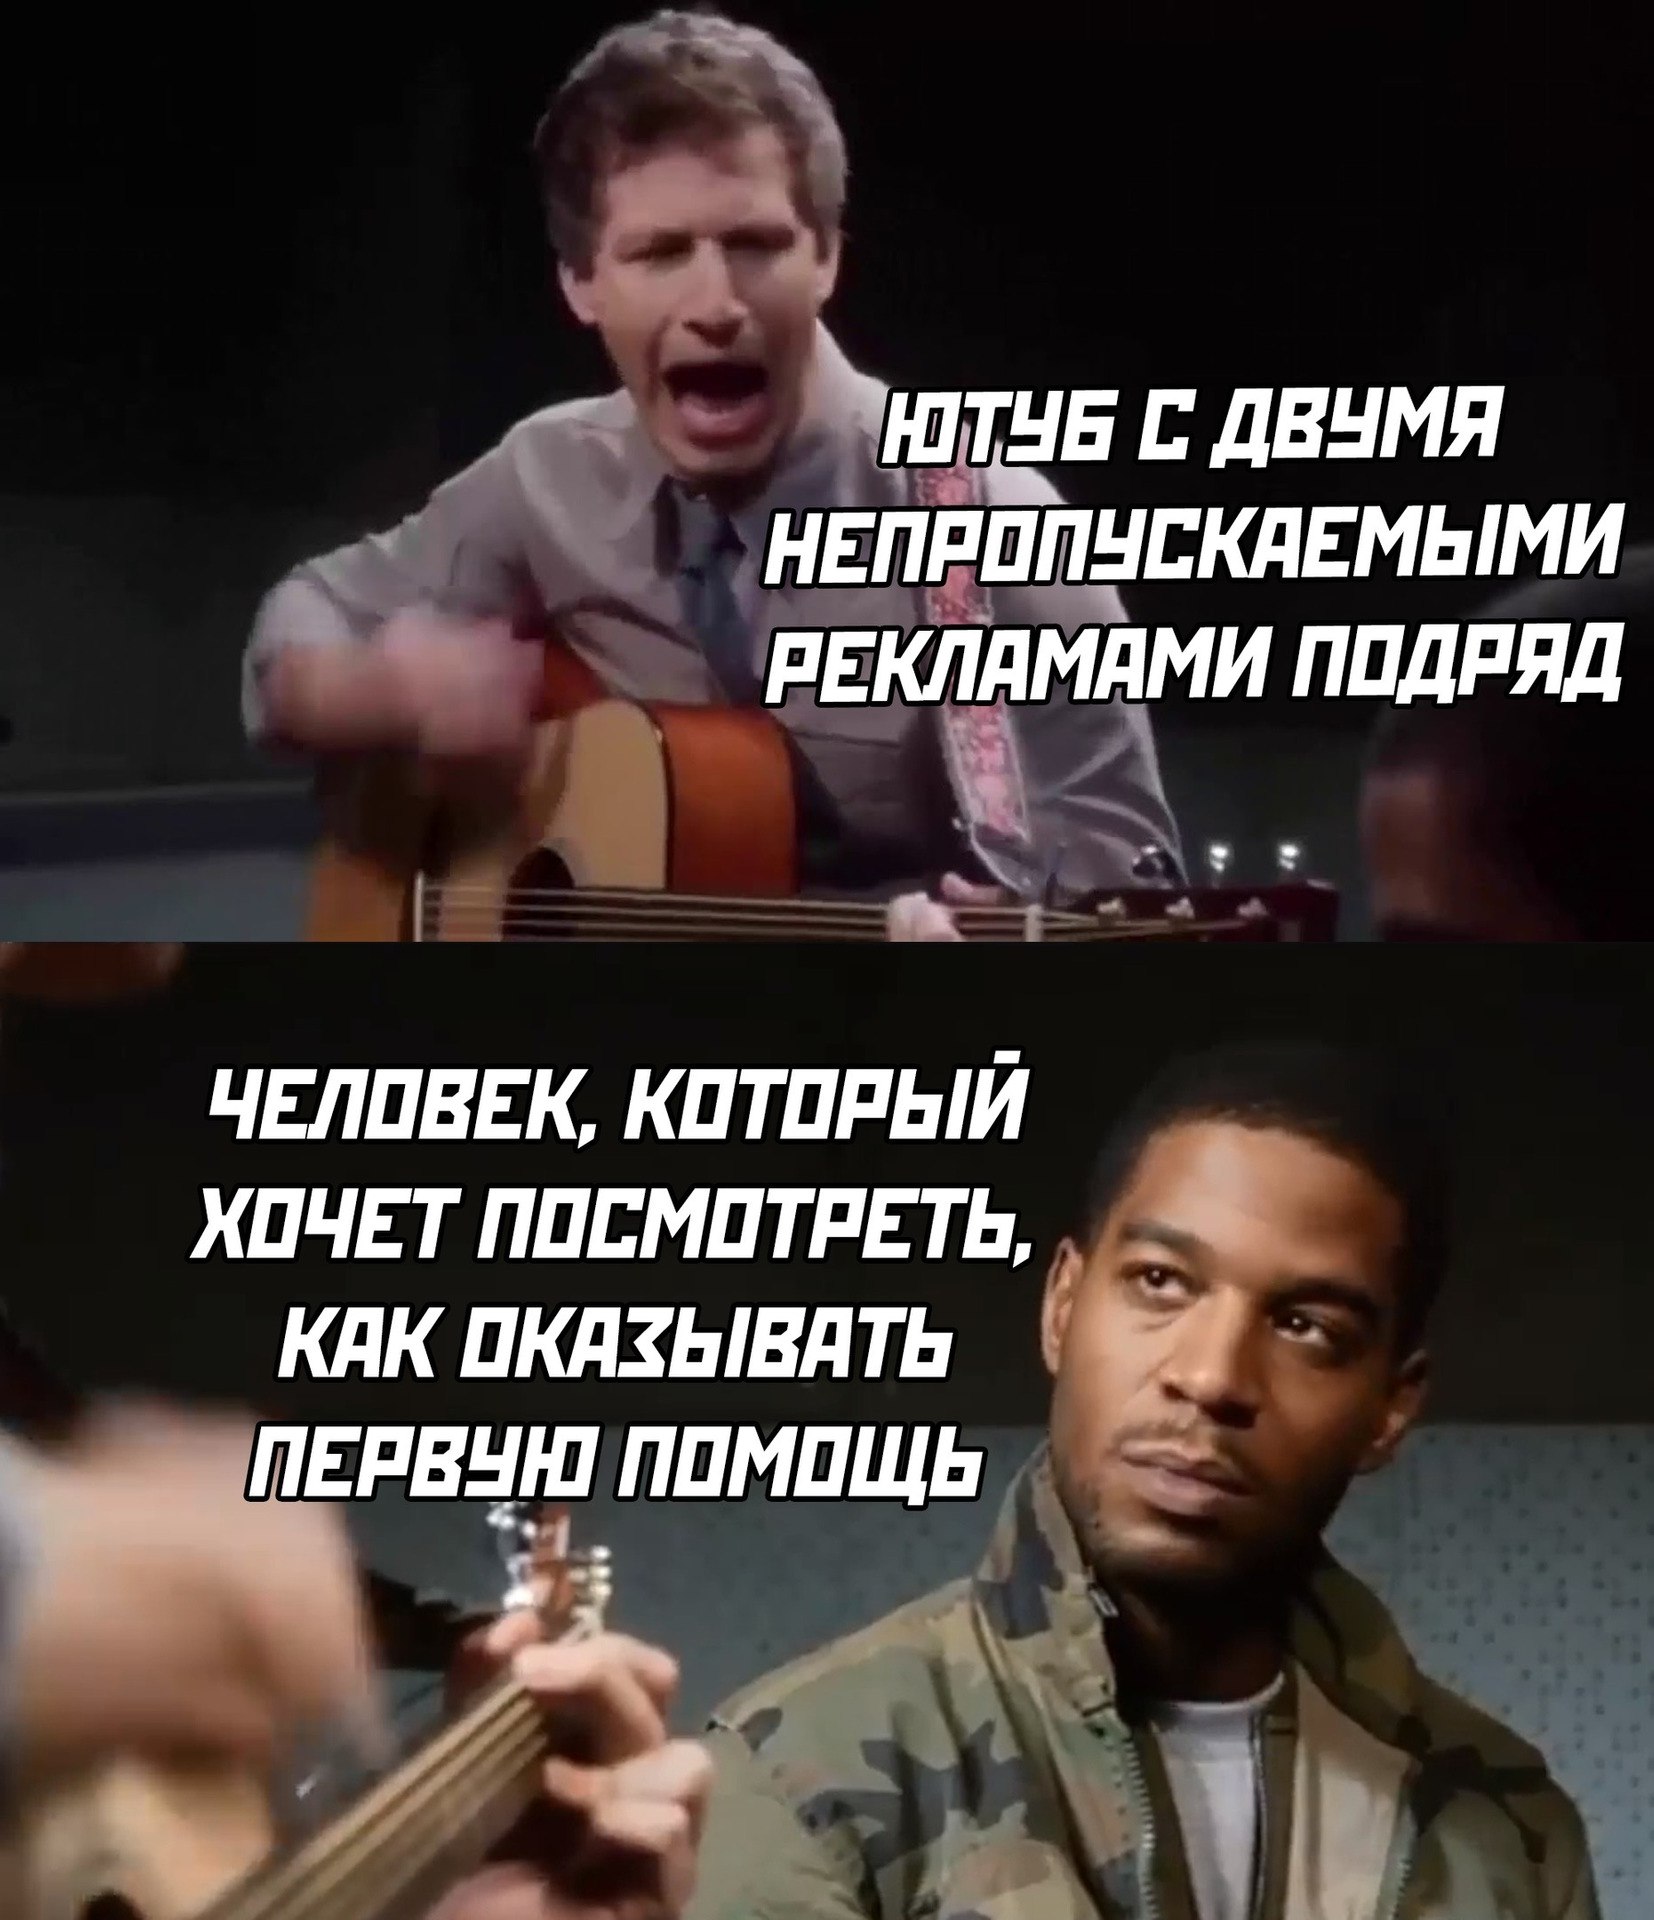 ЮТУБ С ДВУМЯ
НЕПРОПУСКАЕМЫМИ
РЕКЛАМАМИ ПОДРЯД
ЧЕЛОВЕК, КОТОРЫЙ
ХОЧЕТ ПОСМОТРЕТЬ,
КАК ОКАЗЫВАТЬ
ПЕРВУЮ ПОМОЩЬ